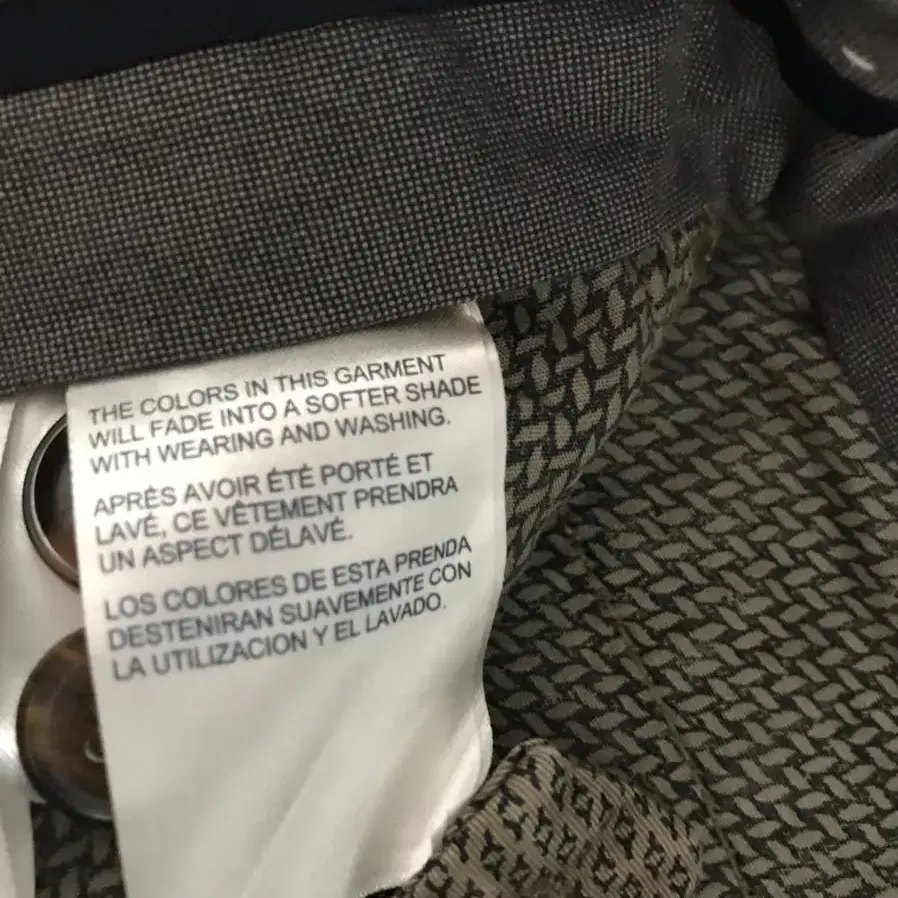 THE COLORS IN THIS GARMENT
WILL FADE INTO A SOFTER SHADE
WITH WEARING AND WASHING.
APRÈS AVOIR ÉTÉ PORTÉ ET
LAVÉ, CE VÊTEMENT PRENDRA
UN ASPECT DÉLAVÉ.
LOS COLORES DE ESTA PRENDA
DESTENIRAN SUAVEMENTE CON
LA UTILIZACION Y EL LAVADO.